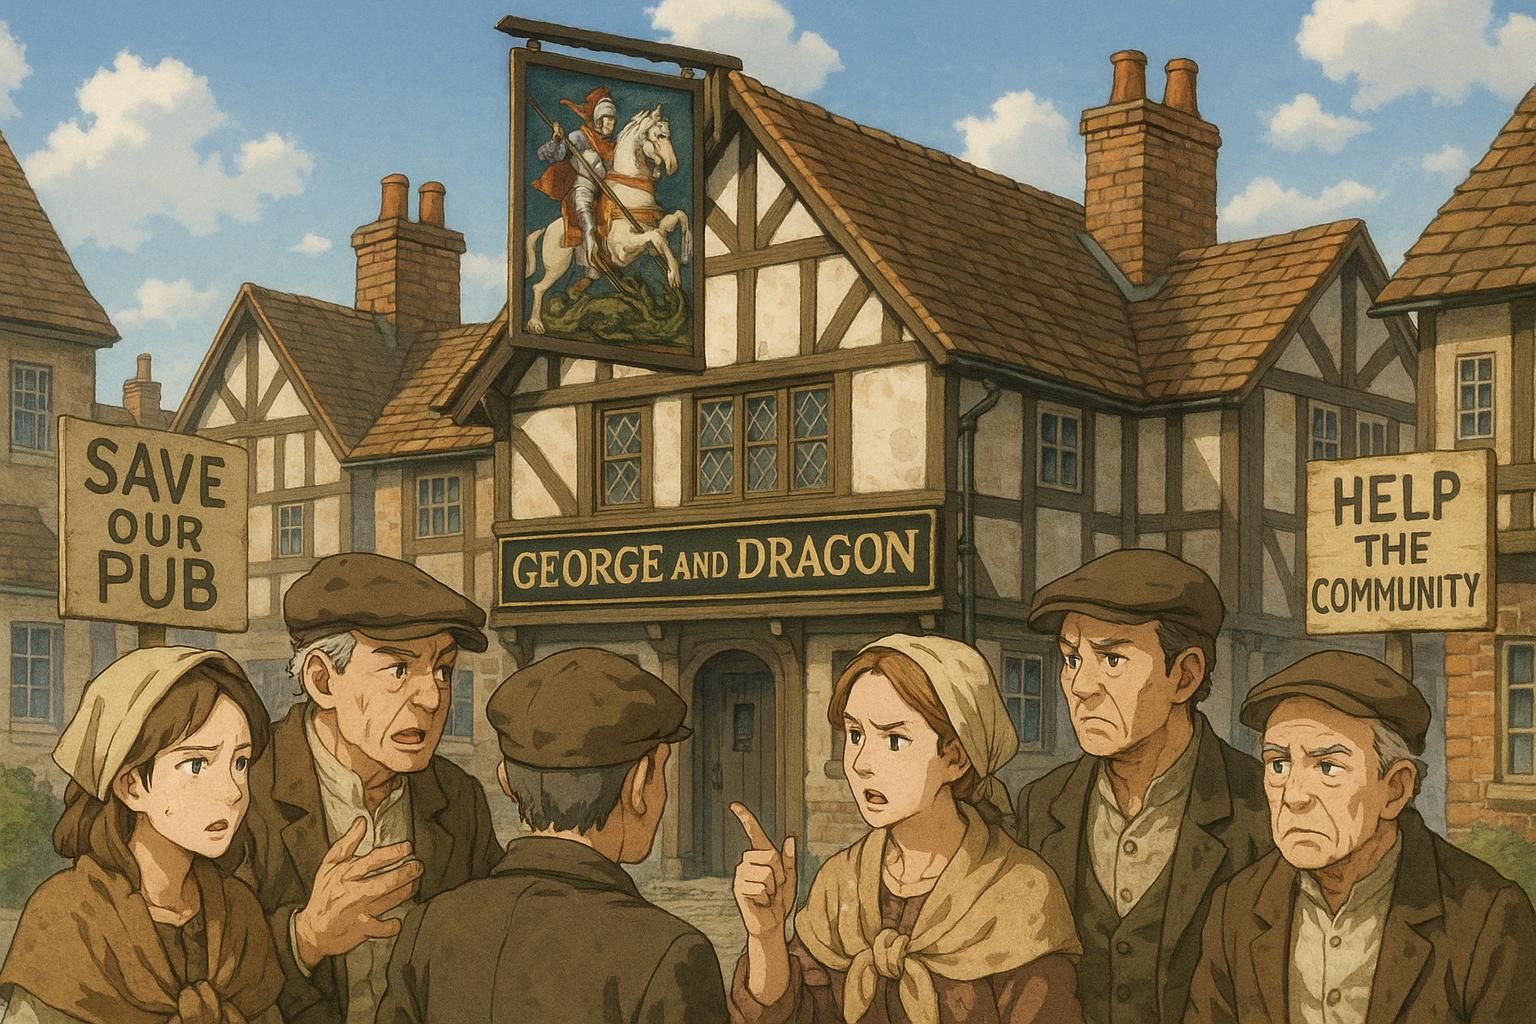 SAVE
OUR
PUB
GEORGE AND DRAGON
HELP
THE
COMMUNITY